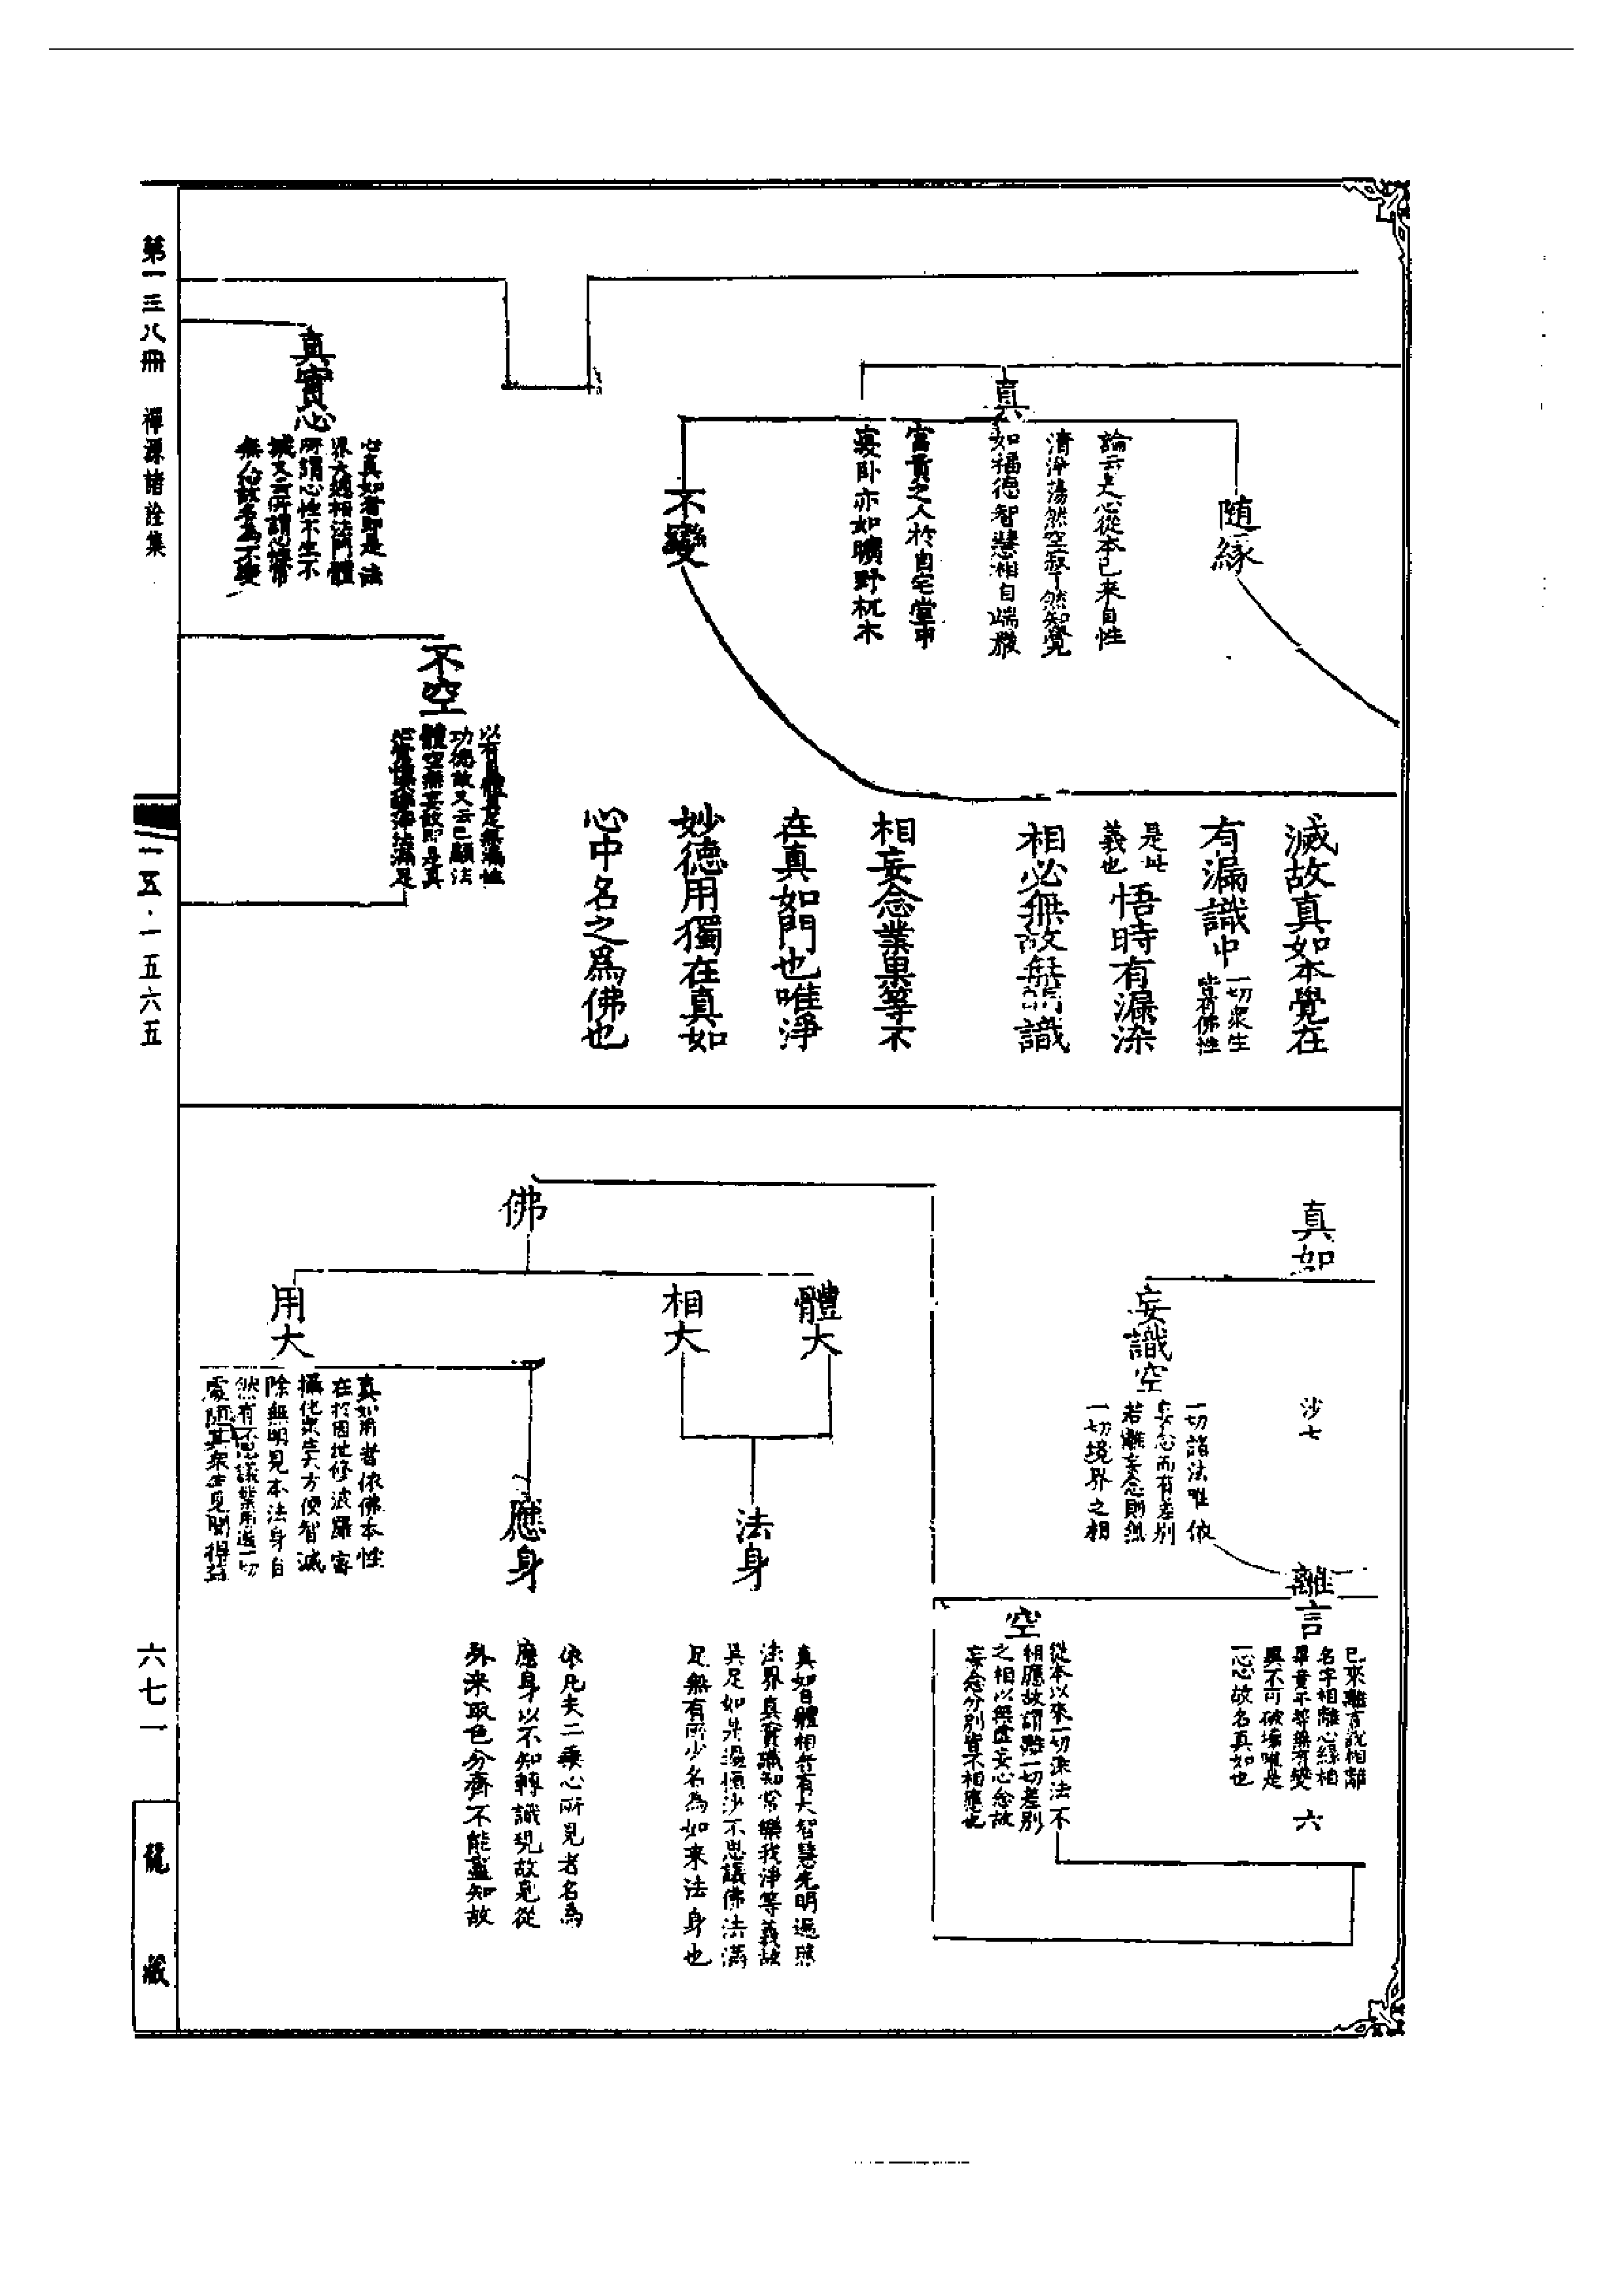 隨緣
真
論云是心從本已來自性
清淨蕩然空寂了然知覺
如福德智慧相自端嚴
富貴之人於自宅堂中
寢臥亦如曠野杌木
不變
滅故真如本覺在
有漏識中
一切眾生
皆有佛性
是此
義也
悟時有漏染
相必無故無漏識
相妄念業果等不
在真如門也唯淨
妙德用獨在真如
心中名之爲佛也
不空
以有自體具足無漏性
功德故又云已顯法
體空無妄故即是真
真實心
心真如者即是法
界大總相法門體
所謂心性不生不
滅又云所謂心性常
無念故名為不變
真如
沙七
離言
已來離言說相離
名字相離心緣相
畢竟平等無有變
異不可破壞唯是
一心故名真如也
六
妄識空
一切諸法唯依
妄念而有差別
若離妄念則無
一切境界之相
空
從本以來一切染法不
相應故謂離一切差別
之相以無虛妄心念故
妄念分別皆不相應也
佛
體大
相大
用大
法身
真如自體相者有大智慧光明遍照
法界真實識知常樂我淨等義故
具足如是過恒沙不思議佛法滿
足無有所少名為如來法身也
應身
依凡夫二乘心所見者名為
應身以不知轉識現故見從
外來取色分齊不能盡知故
真如用者依佛本性
在於因地修波羅蜜
攝化眾生大方便智滅
除無明見本法身自
然有不思議業用遍一切
處隨其眾生見聞得益
第一三八冊　禪源諸詮集
一五·一五六五
六七一
龍藏